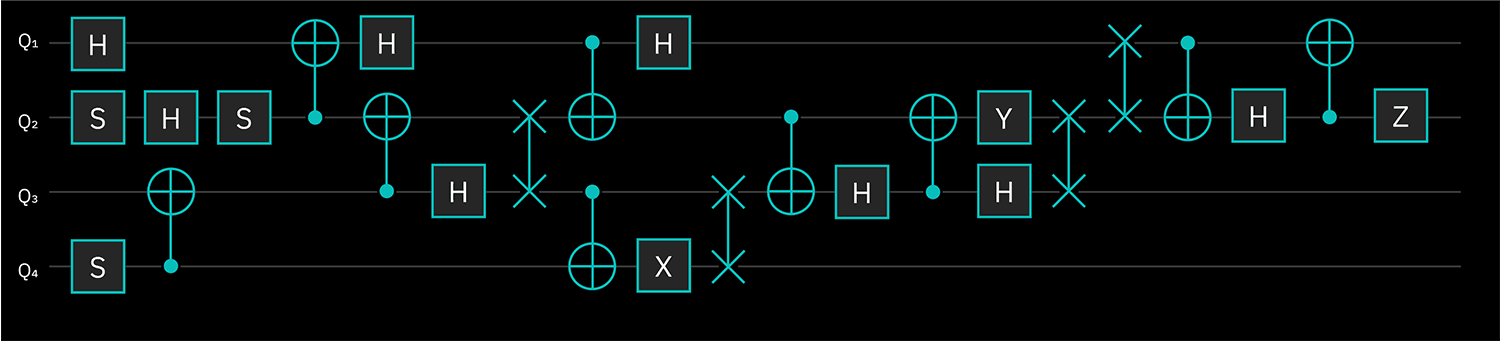 Q₁ H H H
Q₂ S H S Y H Z
Q₃ H H H
Q₄ S X